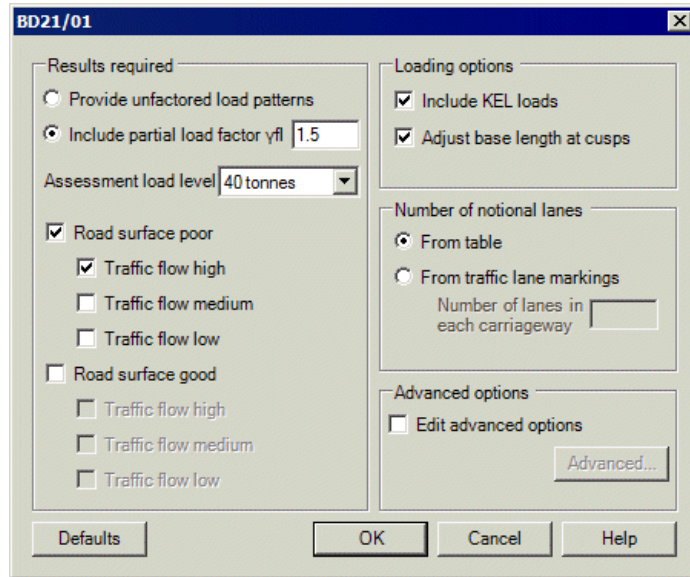 BD21/01
Results required
Provide unfactored load patterns
Include partial load factor γfl 1.5
Assessment load level 40 tonnes
Road surface poor
Traffic flow high
Traffic flow medium
Traffic flow low
Road surface good
Traffic flow high
Traffic flow medium
Traffic flow low
Loading options
Include KEL loads
Adjust base length at cusps
Number of notional lanes
From table
From traffic lane markings
Number of lanes in
each carriageway
Advanced options
Edit advanced options
Advanced...
Defaults
OK
Cancel
Help